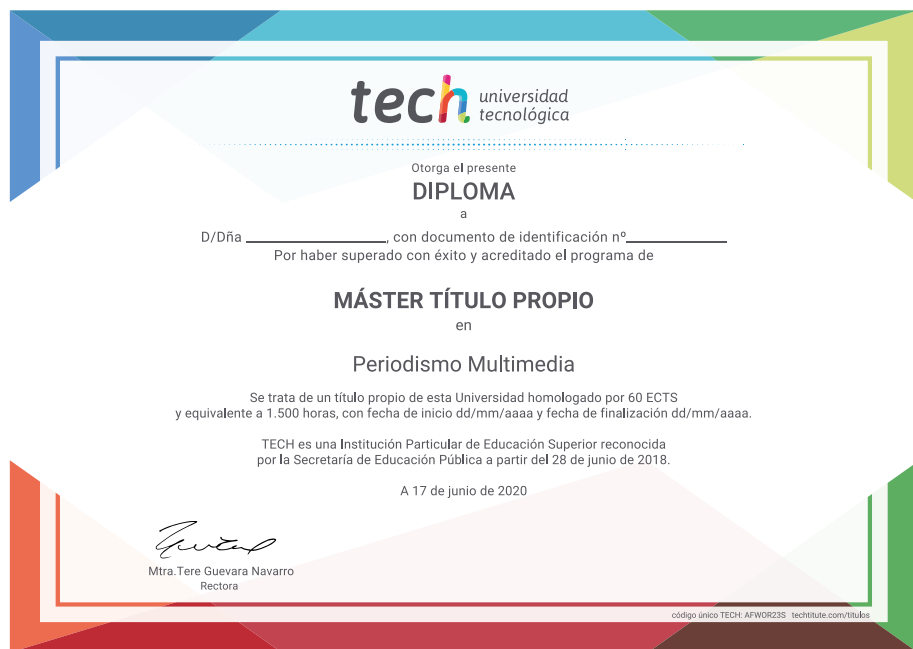 tech universidad
tecnológica
Otorga el presente
DIPLOMA
a
D/Dña ______________, con documento de identificación nº__________
Por haber superado con éxito y acreditado el programa de
MÁSTER TÍTULO PROPIO
en
Periodismo Multimedia
Se trata de un título propio de esta Universidad homologado por 60 ECTS
y equivalente a 1.500 horas, con fecha de inicio dd/mm/aaaa y fecha de finalización dd/mm/aaaa.
TECH es una Institución Particular de Educación Superior reconocida
por la Secretaría de Educación Pública a partir del 28 de junio de 2018.
A 17 de junio de 2020
Mtra.Tere Guevara Navarro
Rectora
código único TECH: AFWOR23S techtitute.com/titulos